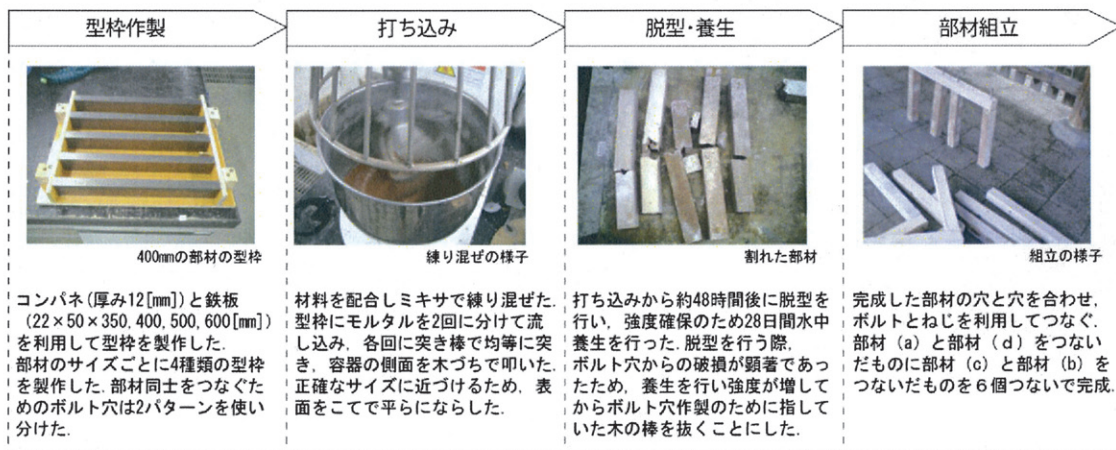 型枠作製
打ち込み
脱型・養生
部材組立
400mmの部材の型枠
練り混ぜの様子
割れた部材
組立の様子
コンパネ(厚み12[mm])と鉄板
(22×50×350,400,500,600[mm])
を利用して型枠を製作した.
部材のサイズごとに4種類の型枠
を製作した.部材同士をつなぐた
めのボルト穴は2パターンを使い
分けた.
材料を配合しミキサで練り混ぜた.
型枠にモルタルを2回に分けて流
し込み,各回に突き棒で均等に突
き,容器の側面を木づちで叩いた.
正確なサイズに近づけるため,表
面をこてで平らにならした.
打ち込みから約48時間後に脱型を
行い,強度確保のため28日間水中
養生を行った.脱型を行う際,
ボルト穴からの破損が顕著であっ
たため,養生を行い強度が増して
からボルト穴作製のために指して
いた木の棒を抜くことにした.
完成した部材の穴と穴を合わせ,
ボルトとねじを利用してつなぐ.
部材(a)と部材(d)をつない
だものに部材(c)と部材(b)を
つないだものを6個つないで完成.